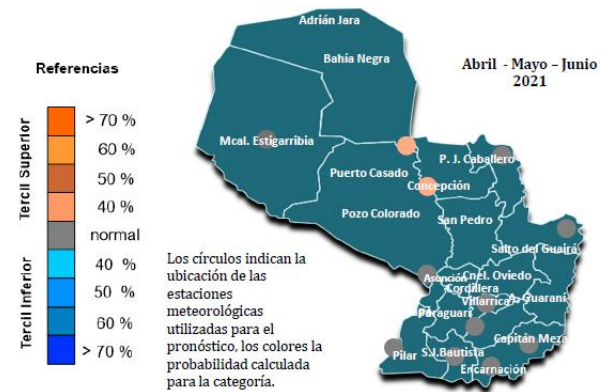 Adrián Jara
Bahía Negra
Abril - Mayo – Junio
2021
Referencias
Tercil Superior
> 70 %
60 %
50 %
40 %
normal
Tercil Inferior
40 %
50 %
60 %
> 70 %
Mcal. Estigarribia
P. J. Caballero
Puerto Casado
Concepción
Pozo Colorado
San Pedro
Salto del Guairá
Asunción
Cnel. Oviedo
Cordillera
Villarrica
A. Guaraní
Paraguarí
Capitán Meza
Pilar
S.J.Bautista
Encarnación
Los círculos indican la
ubicación de las
estaciones
meteorológicas
utilizadas para el
pronóstico, los colores la
probabilidad calculada
para la categoría.